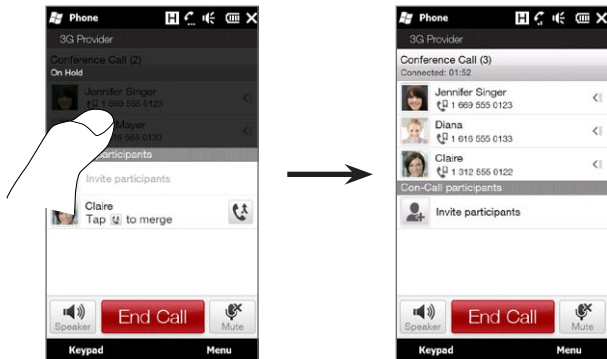 Phone
3G Provider
Conference Call (2)
On Hold
Jennifer Singer
1 669 555 0123
Mayer
16 555 0133
participants
Invite participants
Claire
Tap to merge
Speaker
End Call
Mute
Keypad
Menu
Phone
3G Provider
Conference Call (3)
Connected: 01:52
Jennifer Singer
1 669 555 0123
Diana
1 616 555 0133
Claire
1 312 555 0122
Con-Call participants
Invite participants
Speaker
End Call
Mute
Keypad
Menu